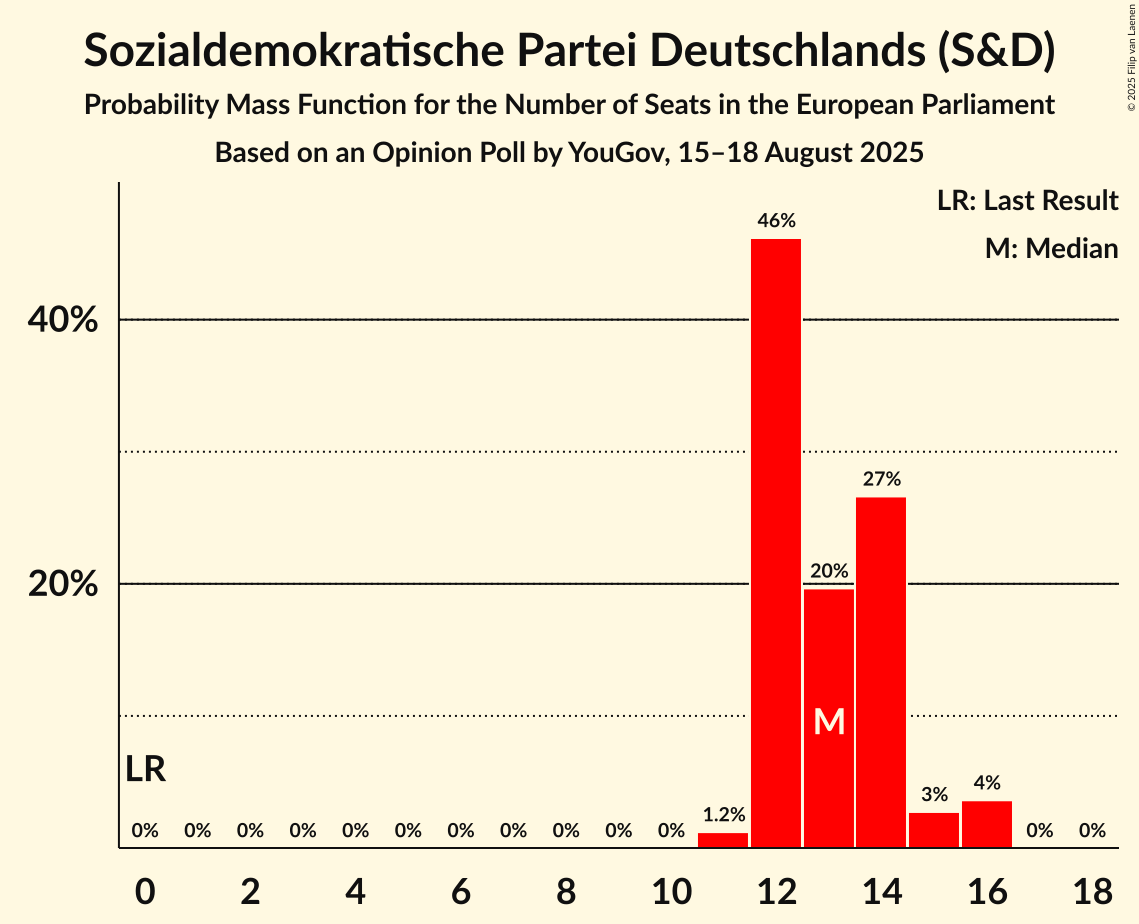 Sozialdemokratische Partei Deutschlands (S&D)
Probability Mass Function for the Number of Seats in the European Parliament
Based on an Opinion Poll by YouGov, 15–18 August 2025
© 2025 Filip van Laenen
LR: Last Result
M: Median
46%
40%
27%
20%
20%
M
LR
4%
3%
1.2%
0% 0% 0% 0% 0% 0% 0% 0% 0% 0% 0% 0% 0%
0 2 4 6 8 10 12 14 16 18